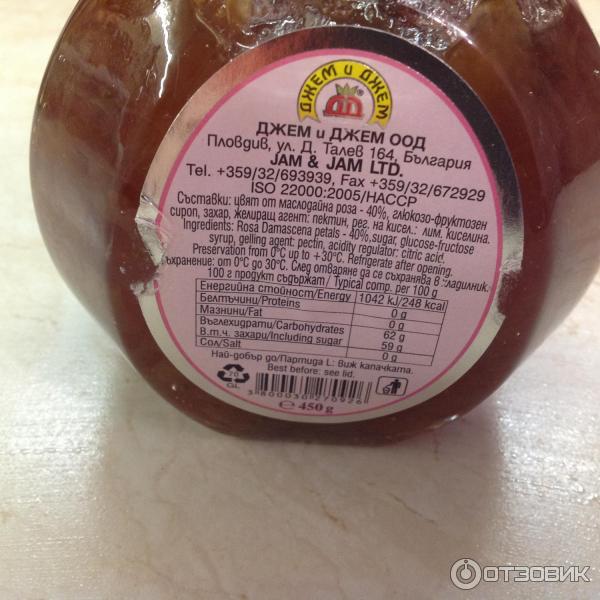 ДЖЕМ и ДЖЕМ
ДЖЕМ и ДЖЕМ ООД
Пловдив, ул. Д. Талев 164, България
JAM & JAM LTD.
Tel. +359/32/693939, Fax +359/32/672929
ISO 22000:2005/HACCP
Съставки: цвят от маслодайна роза - 40%, глюкозо-фруктозен
сироп, захар, желиращ агент: пектин, рег. на кисел.: лим. киселина.
Ingredients: Rosa Damascena petals - 40%,sugar, glucose-fructose
syrup, gelling agent: pectin, acidity regulator: citric acid.
Preservation from 0°C up to +30°C. Refrigerate after opening.
Съхранение: от 0°С до 30°С. След отваряне да се съхранява в
100 г продукт съдържат / Typical comp. per 100 g
Енергийна стойност/Energy 1042 kJ/248 kcal
Белтъчини/Proteins 0 g
Мазнини/Fat 0 g
Въглехидрати/Carbohydrates 62 g
В.т.ч. захари/Including sugar 59 g
Сол/Salt 0 g
Най-добър до/Партида L: Виж капачката.
Best before: see lid.
70
GL
3800030270926
℮ 450 g
ОТЗОВИК